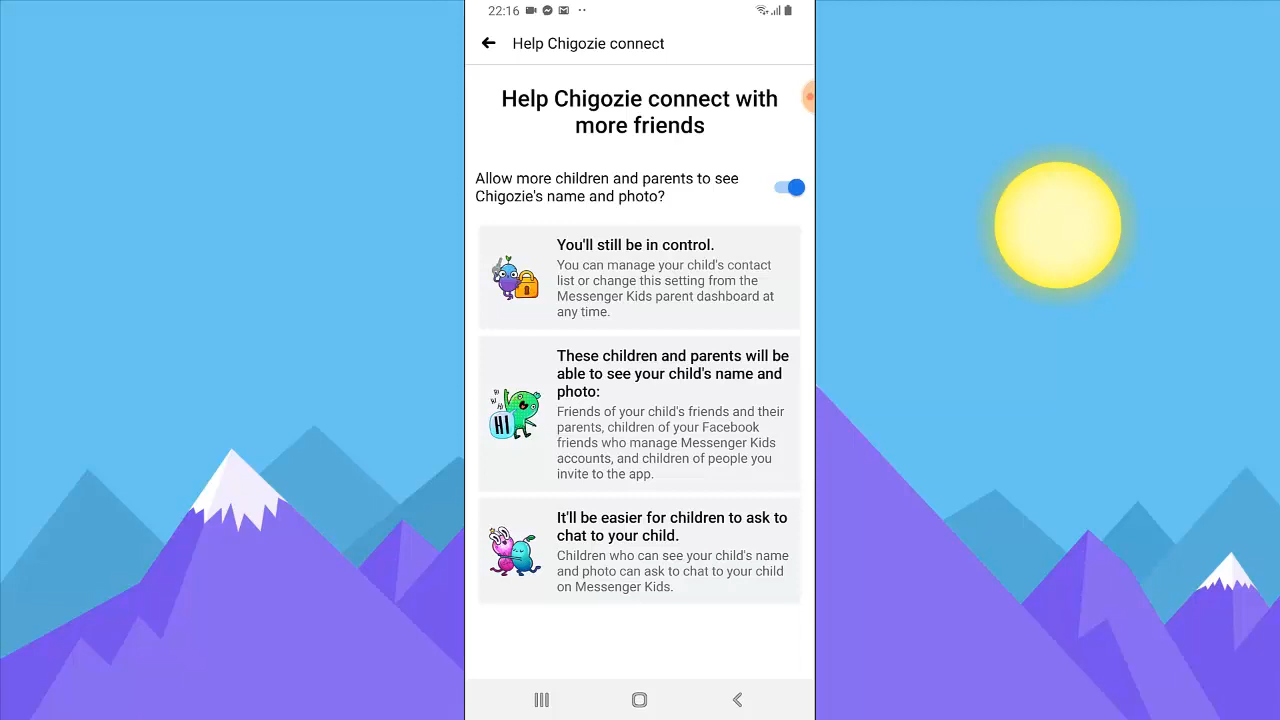 22:16
Help Chigozie connect
Help Chigozie connect with
more friends
Allow more children and parents to see
Chigozie's name and photo?
You'll still be in control.
You can manage your child's contact
list or change this setting from the
Messenger Kids parent dashboard at
any time.
These children and parents will be
able to see your child's name and
photo:
Friends of your child's friends and their
parents, children of your Facebook
friends who manage Messenger Kids
accounts, and children of people you
invite to the app.
HI
It'll be easier for children to ask to
chat to your child.
Children who can see your child's name
and photo can ask to chat to your child
on Messenger Kids.